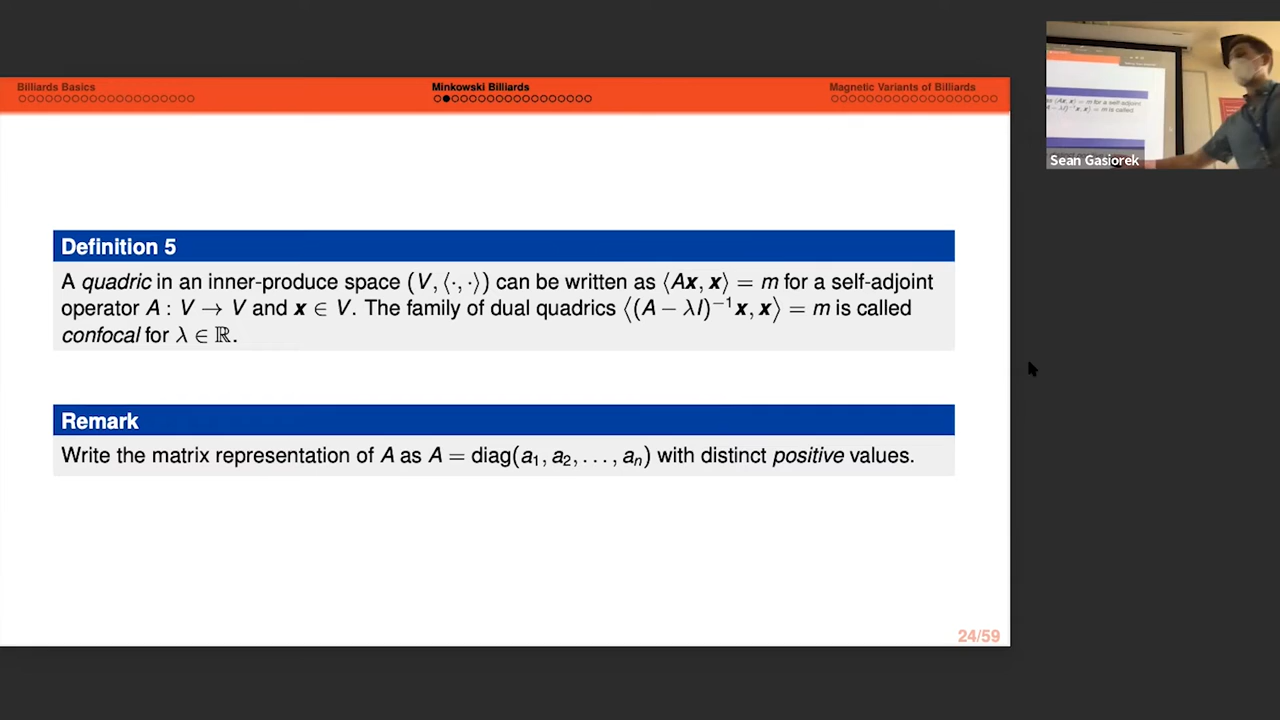 Billiards Basics
Minkowski Billiards
Magnetic Variants of Billiards
Definition 5
A quadric in an inner-produce space (V, ⟨·, ·⟩) can be written as ⟨Ax, x⟩ = m for a self-adjoint
operator A : V → V and x ∈ V. The family of dual quadrics ⟨(A − λI)⁻¹x, x⟩ = m is called
confocal for λ ∈ ℝ.
Remark
Write the matrix representation of A as A = diag(a₁, a₂, . . . , aₙ) with distinct positive values.
24/59
Sean Gasiorek